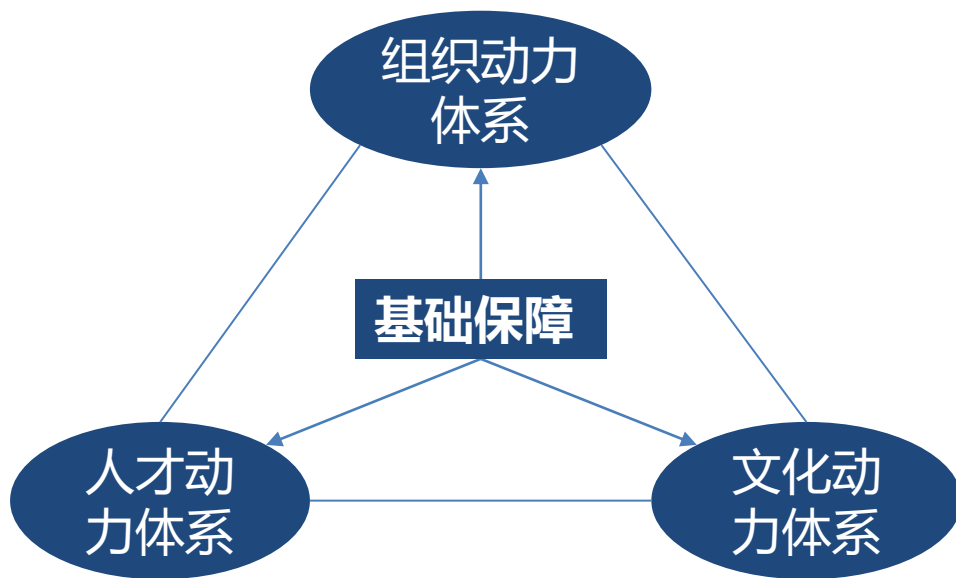 组织动力
体系
基础保障
人才动
力体系
文化动
力体系